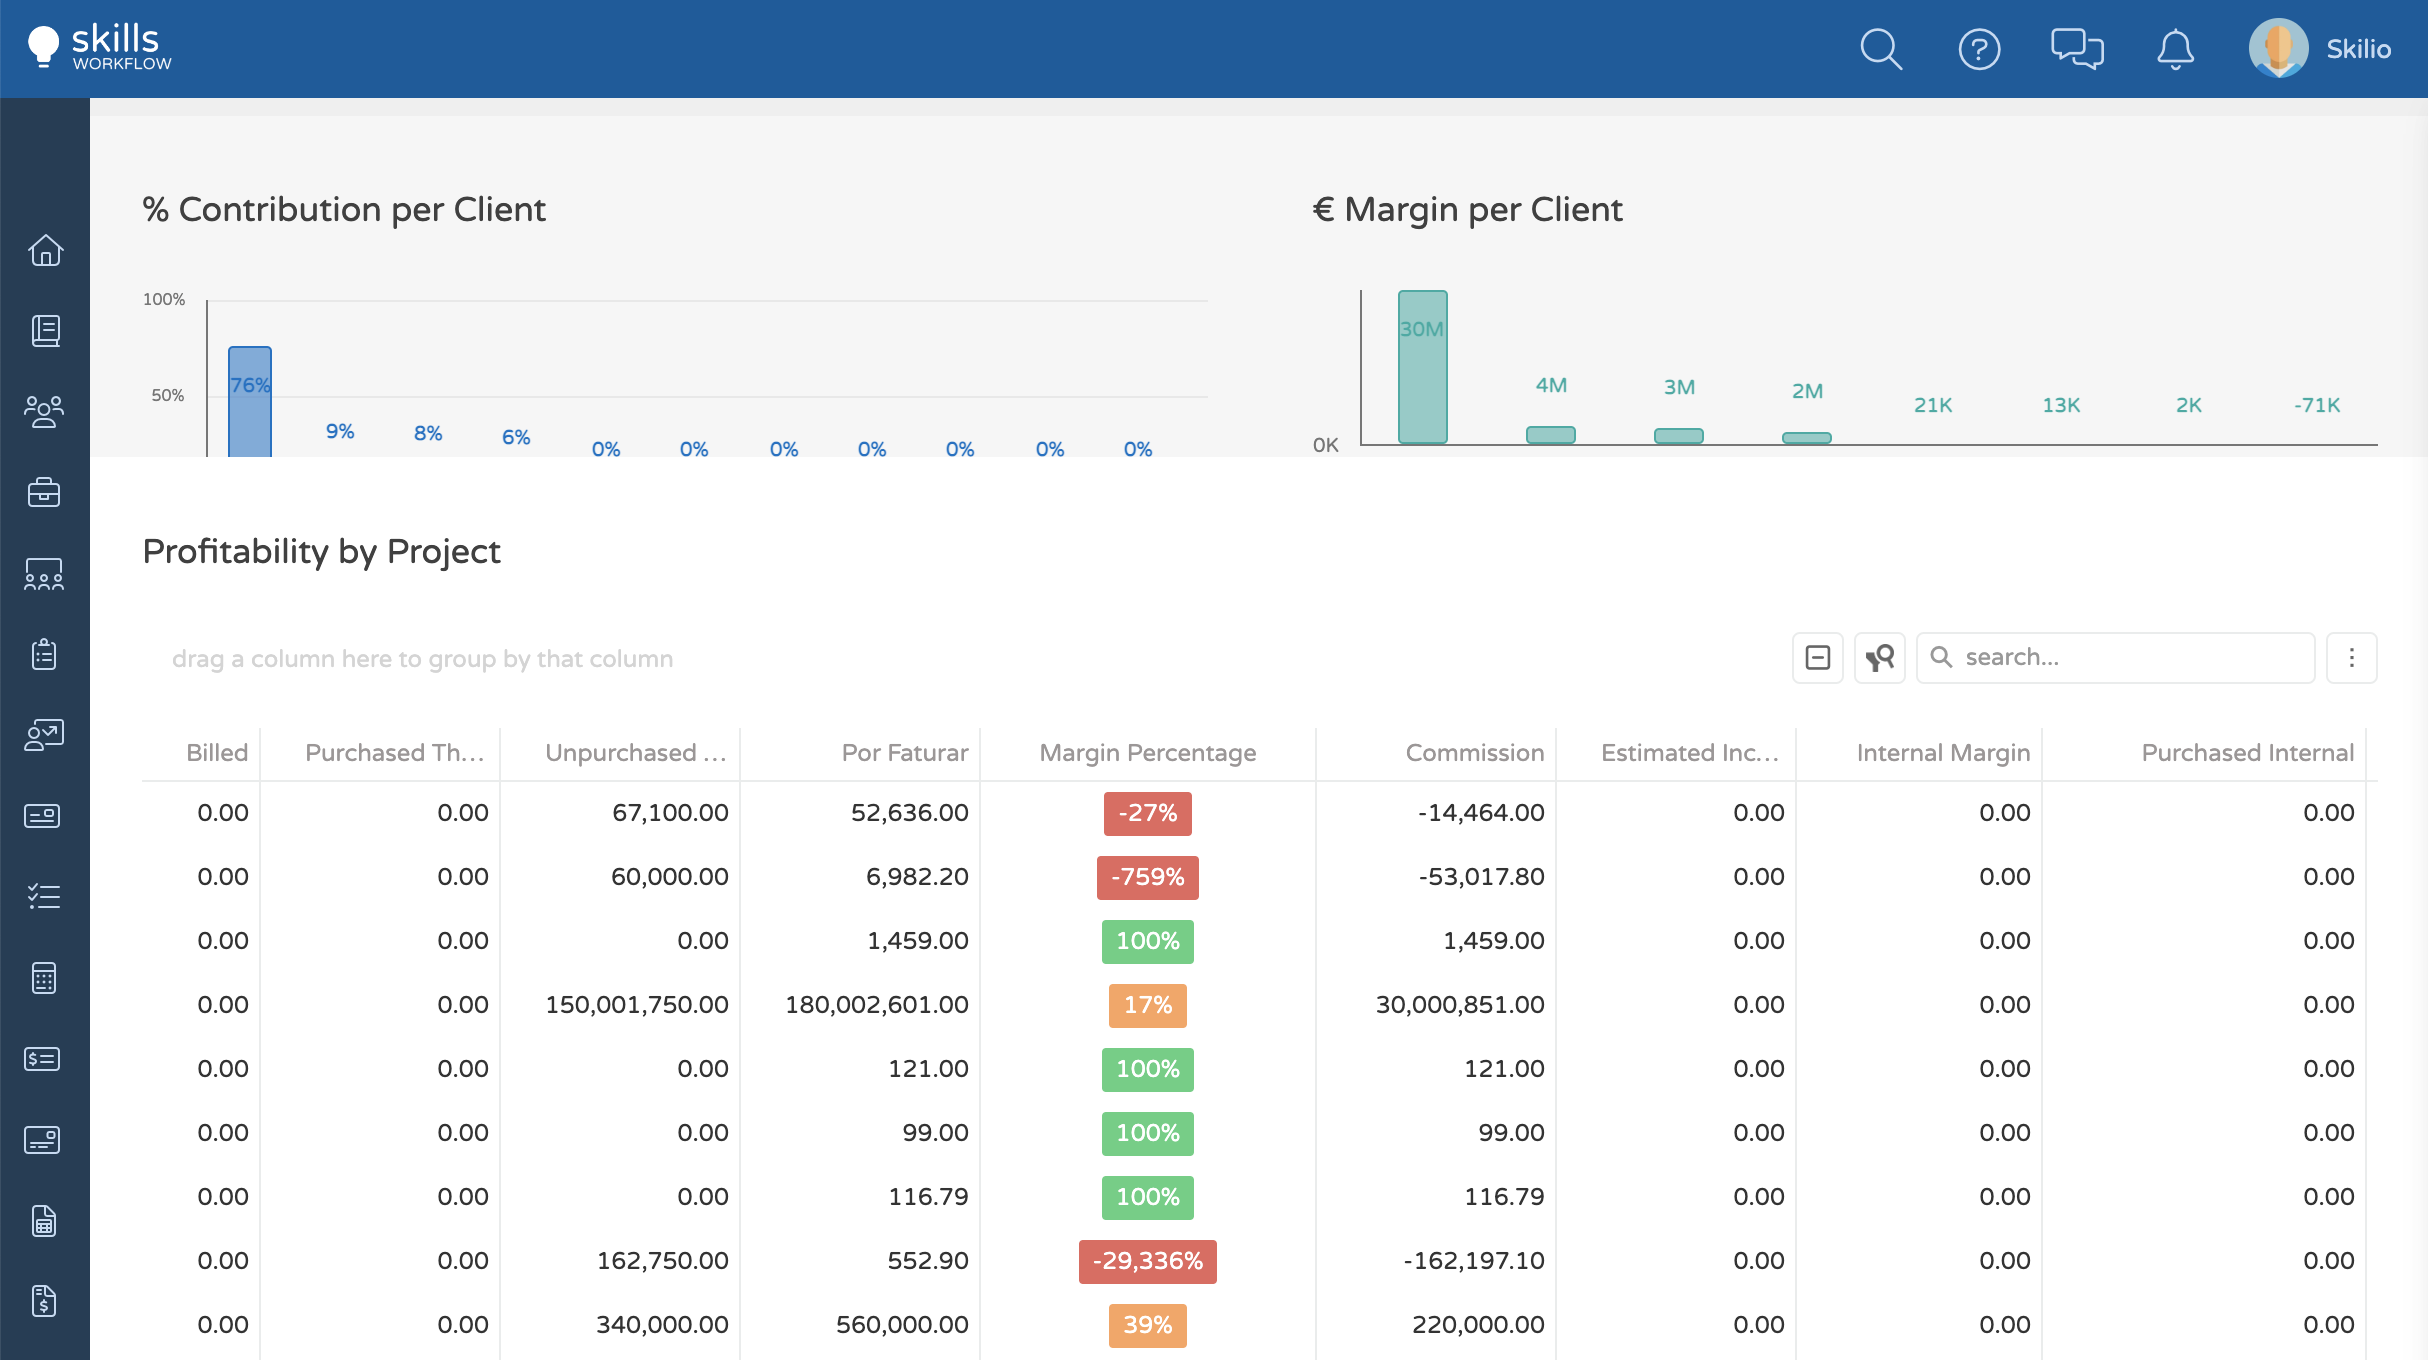 skills
WORKFLOW
Skilio
% Contribution per Client
€ Margin per Client
100%
50%
76%
9%
8%
6%
0%
0%
0%
0%
0%
0%
0%
30M
4M
3M
2M
21K
13K
2K
-71K
0K
Profitability by Project
drag a column here to group by that column
search...
Billed Purchased Th... Unpurchased ... Por Faturar Margin Percentage Commission Estimated Inc... Internal Margin Purchased Internal
0.00 0.00 67,100.00 52,636.00 -27% -14,464.00 0.00 0.00 0.00
0.00 0.00 60,000.00 6,982.20 -759% -53,017.80 0.00 0.00 0.00
0.00 0.00 0.00 1,459.00 100% 1,459.00 0.00 0.00 0.00
0.00 0.00 150,001,750.00 180,002,601.00 17% 30,000,851.00 0.00 0.00 0.00
0.00 0.00 0.00 121.00 100% 121.00 0.00 0.00 0.00
0.00 0.00 0.00 99.00 100% 99.00 0.00 0.00 0.00
0.00 0.00 0.00 116.79 100% 116.79 0.00 0.00 0.00
0.00 0.00 162,750.00 552.90 -29,336% -162,197.10 0.00 0.00 0.00
0.00 0.00 340,000.00 560,000.00 39% 220,000.00 0.00 0.00 0.00